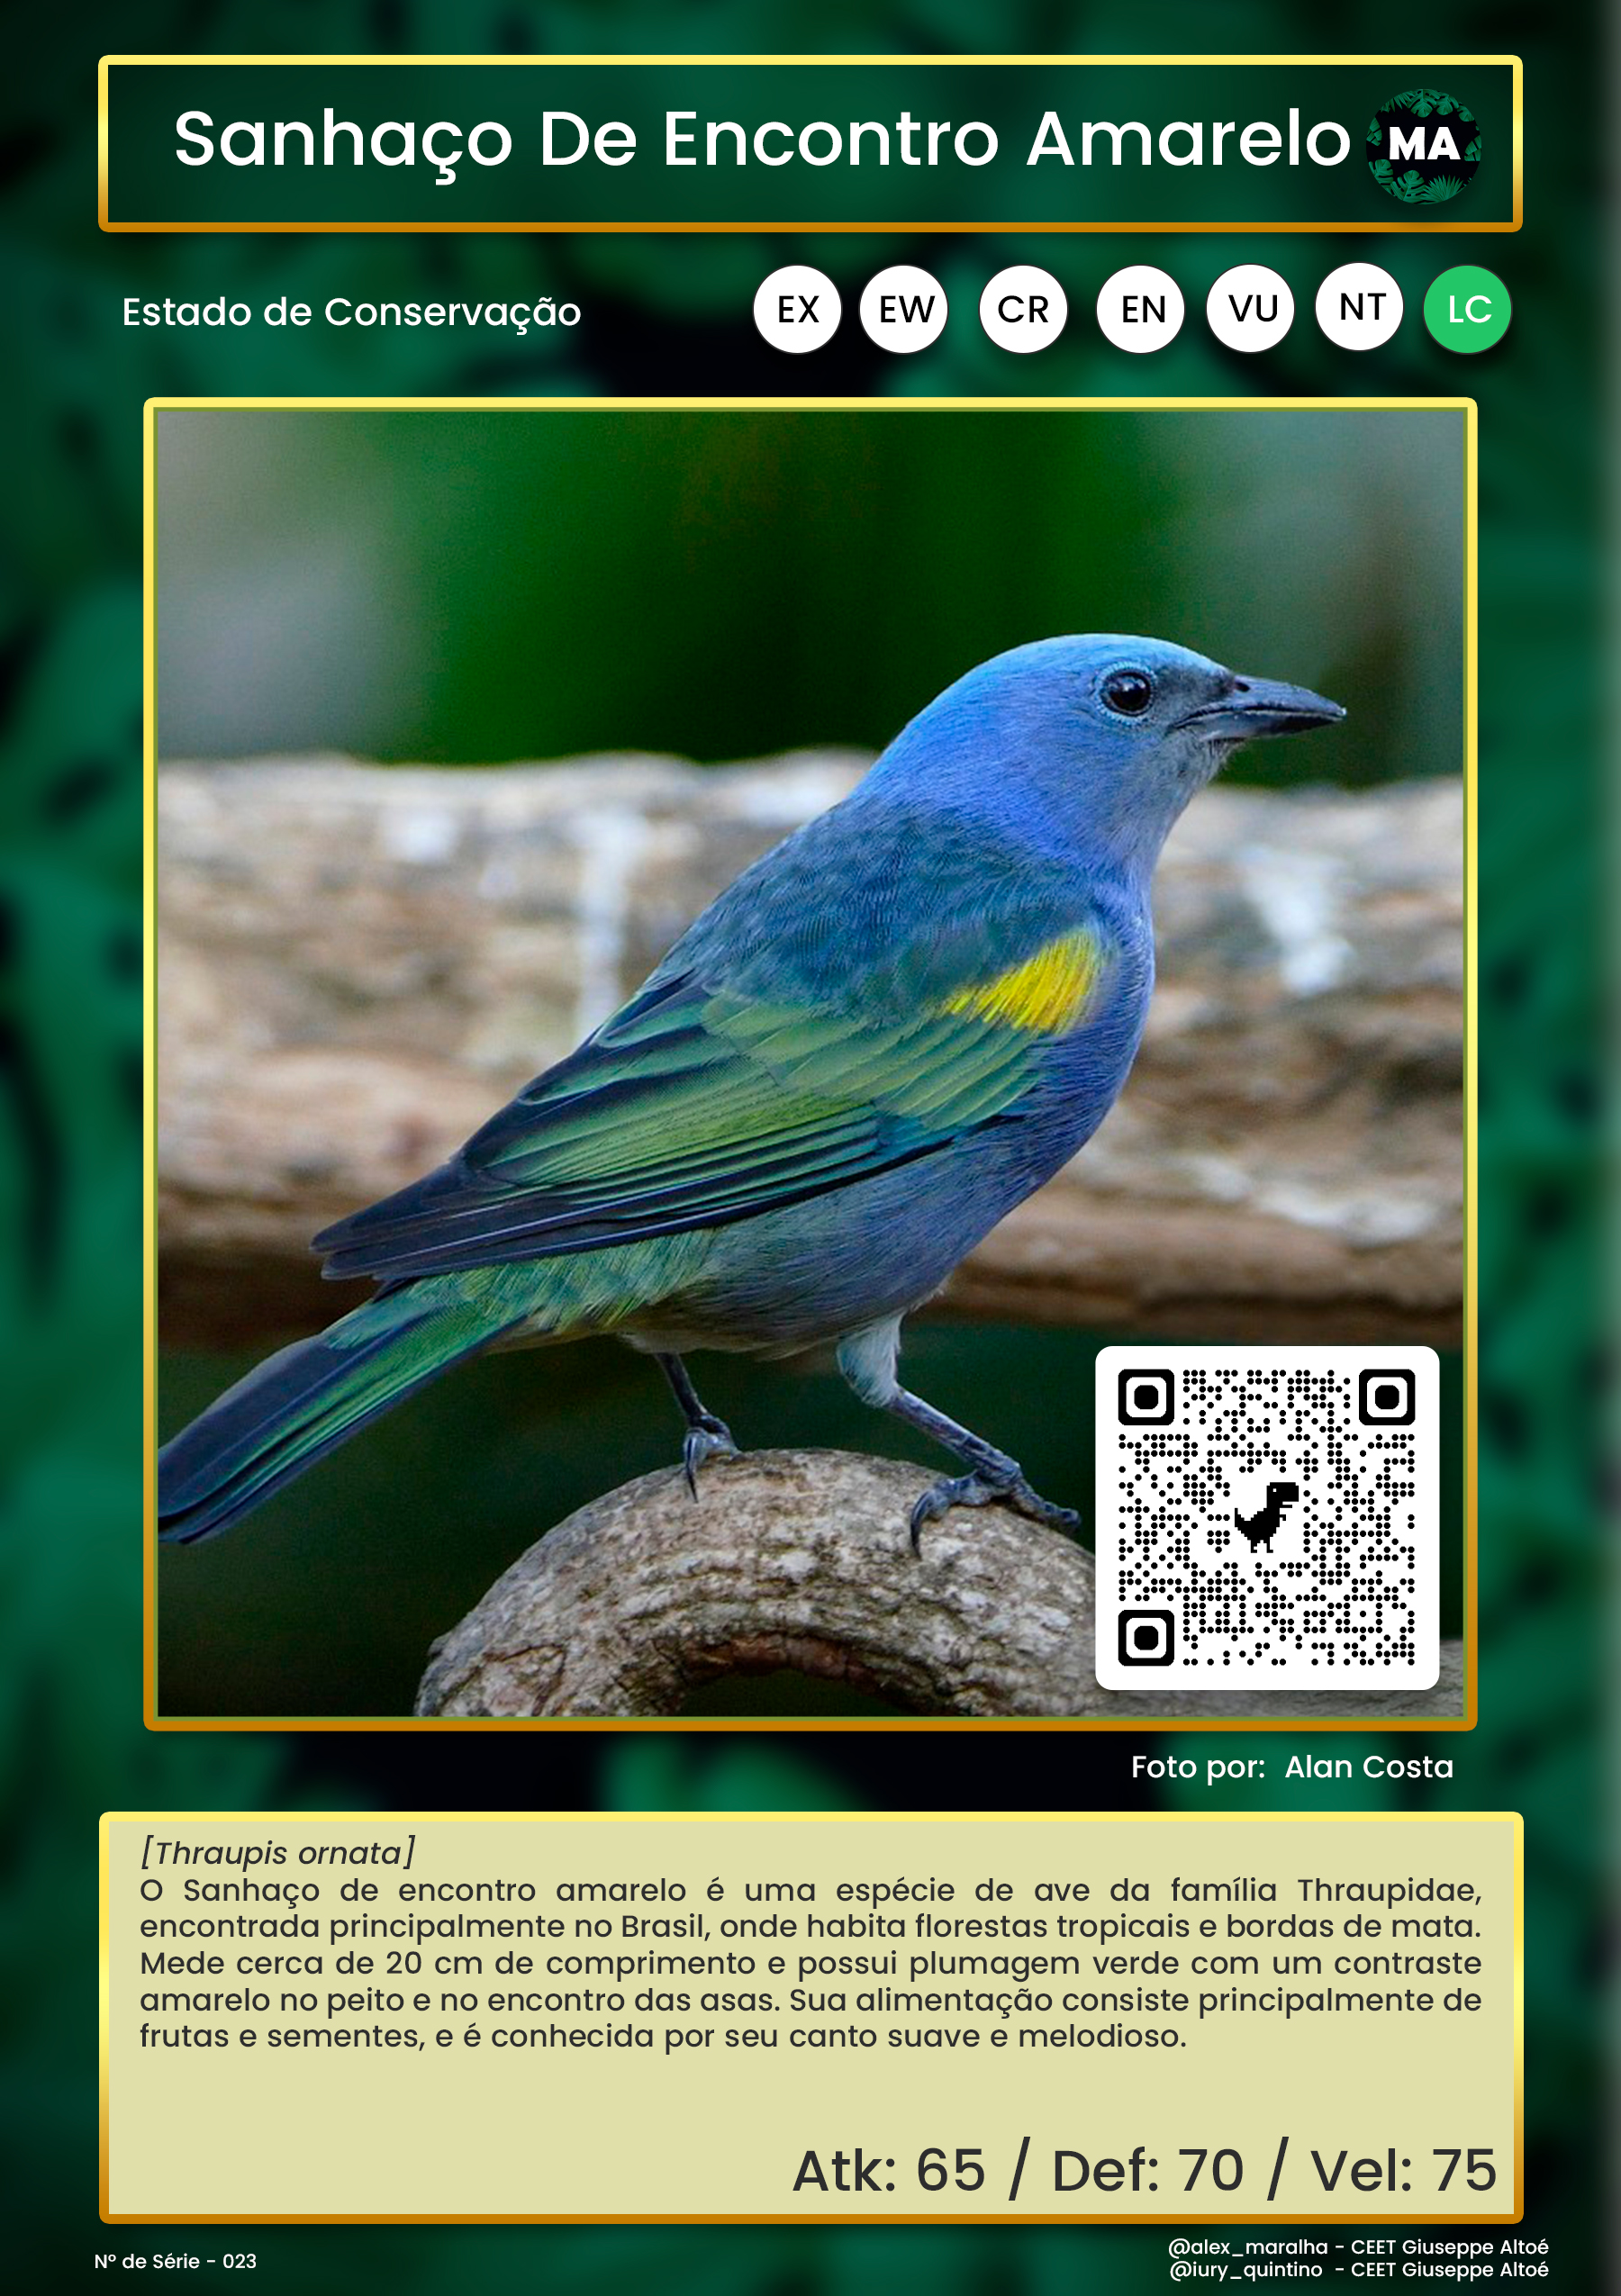 Sanhaço De Encontro Amarelo MA
Estado de Conservação EX EW CR EN VU NT LC
Foto por: Alan Costa
[Thraupis ornata]
O Sanhaço de encontro amarelo é uma espécie de ave da família Thraupidae,
encontrada principalmente no Brasil, onde habita florestas tropicais e bordas de mata.
Mede cerca de 20 cm de comprimento e possui plumagem verde com um contraste
amarelo no peito e no encontro das asas. Sua alimentação consiste principalmente de
frutas e sementes, e é conhecida por seu canto suave e melodioso.
Atk: 65 / Def: 70 / Vel: 75
Nº de Série - 023
@alex_maralha - CEET Giuseppe Altoé
@iury_quintino - CEET Giuseppe Altoé